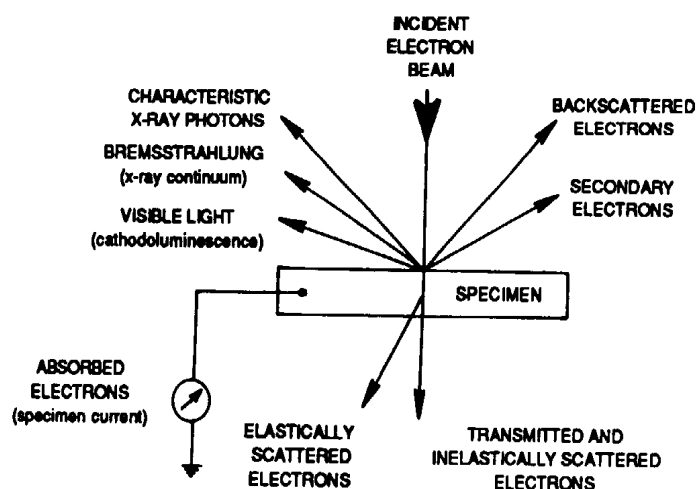 INCIDENT
ELECTRON
BEAM
CHARACTERISTIC
X-RAY PHOTONS
BREMSSTRAHLUNG
(x-ray continuum)
VISIBLE LIGHT
(cathodoluminescence)
BACKSCATTERED
ELECTRONS
SECONDARY
ELECTRONS
SPECIMEN
ABSORBED
ELECTRONS
(specimen current)
ELASTICALLY
SCATTERED
ELECTRONS
TRANSMITTED AND
INELASTICALLY SCATTERED
ELECTRONS